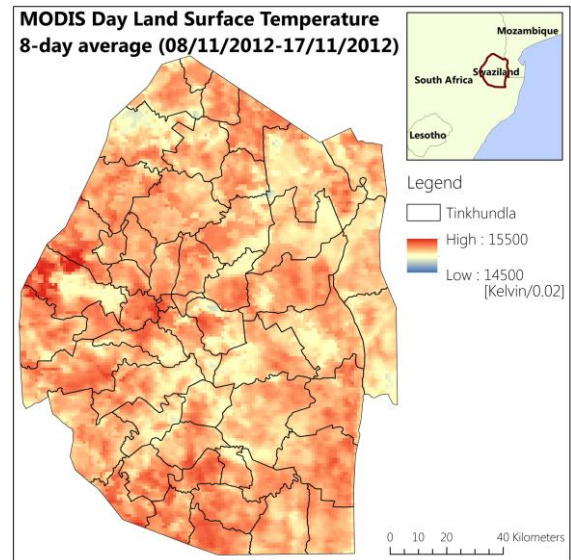 MODIS Day Land Surface Temperature
8-day average (08/11/2012-17/11/2012)
Mozambique
Swaziland
South Africa
Lesotho
Legend
Tinkhundla
High : 15500
Low : 14500
[Kelvin/0.02]
0 10 20 40 Kilometers